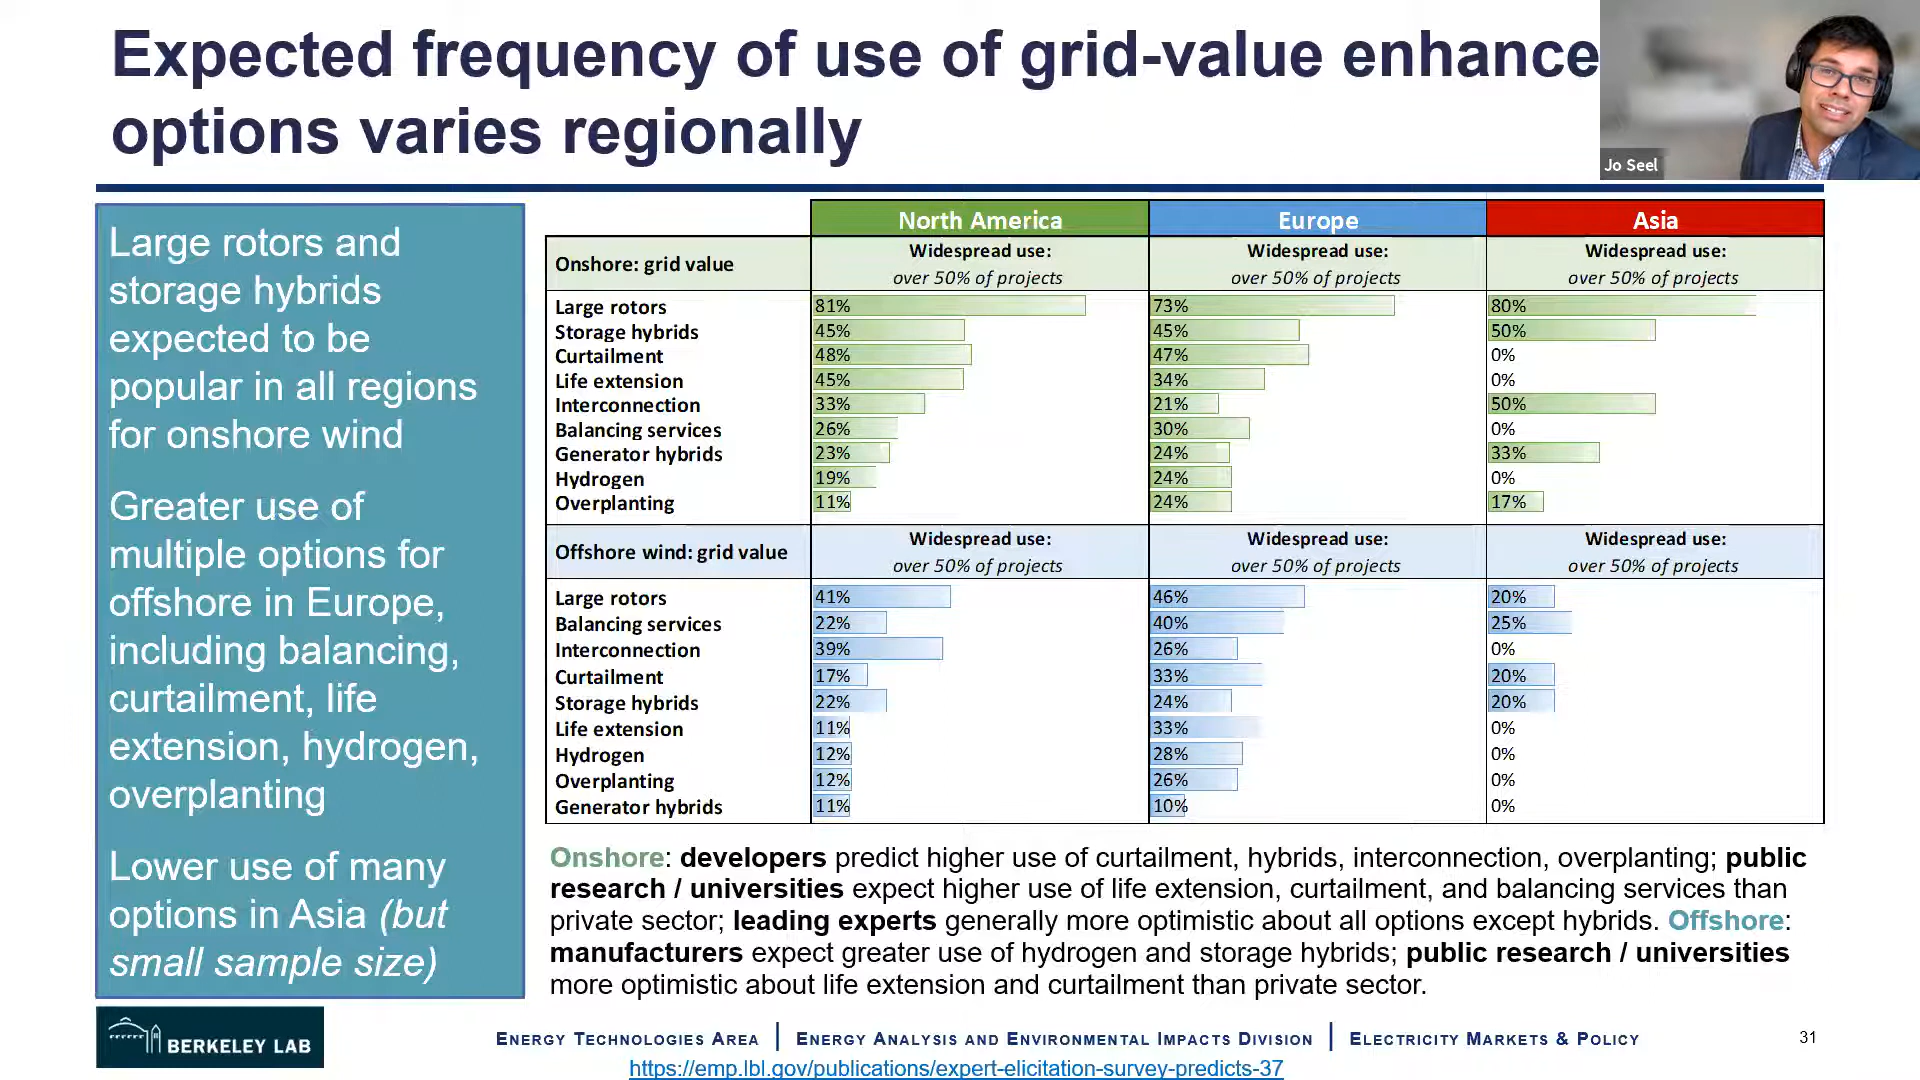 Expected frequency of use of grid-value enhance
options varies regionally
Jo Seel
Large rotors and
storage hybrids
expected to be
popular in all regions
for onshore wind
Greater use of
multiple options for
offshore in Europe,
including balancing,
curtailment, life
extension, hydrogen,
overplanting
Lower use of many
options in Asia (but
small sample size)
North America Europe Asia
Onshore: grid value Widespread use: over 50% of projects Widespread use: over 50% of projects Widespread use: over 50% of projects
Large rotors 81% 73% 80%
Storage hybrids 45% 45% 50%
Curtailment 48% 47% 0%
Life extension 45% 34% 0%
Interconnection 33% 21% 50%
Balancing services 26% 30% 0%
Generator hybrids 23% 24% 33%
Hydrogen 19% 24% 0%
Overplanting 11% 24% 17%
Offshore wind: grid value Widespread use: over 50% of projects Widespread use: over 50% of projects Widespread use: over 50% of projects
Large rotors 41% 46% 20%
Balancing services 22% 40% 25%
Interconnection 39% 26% 0%
Curtailment 17% 33% 20%
Storage hybrids 22% 24% 20%
Life extension 11% 33% 0%
Hydrogen 12% 28% 0%
Overplanting 12% 26% 0%
Generator hybrids 11% 10% 0%
Onshore: developers predict higher use of curtailment, hybrids, interconnection, overplanting; public
research / universities expect higher use of life extension, curtailment, and balancing services than
private sector; leading experts generally more optimistic about all options except hybrids. Offshore:
manufacturers expect greater use of hydrogen and storage hybrids; public research / universities
more optimistic about life extension and curtailment than private sector.
BERKELEY LAB
ENERGY TECHNOLOGIES AREA | ENERGY ANALYSIS AND ENVIRONMENTAL IMPACTS DIVISION | ELECTRICITY MARKETS & POLICY
31
https://emp.lbl.gov/publications/expert-elicitation-survey-predicts-37